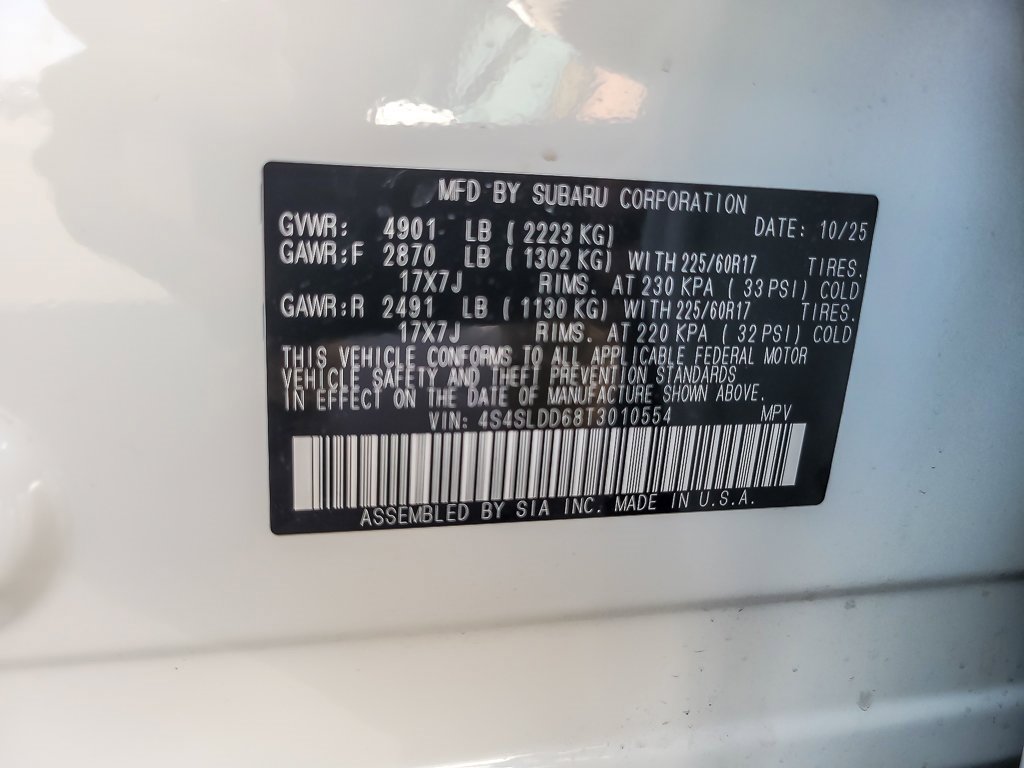 MFD BY SUBARU CORPORATION
GVWR: 4901 LB ( 2223 KG) DATE: 10/25
GAWR:F 2870 LB ( 1302 KG) WITH 225/60R17 TIRES.
17X7J RIMS. AT 230 KPA ( 33 PSI) COLD
GAWR:R 2491 LB ( 1130 KG) WITH 225/60R17 TIRES.
17X7J RIMS. AT 220 KPA ( 32 PSI) COLD
THIS VEHICLE CONFORMS TO ALL APPLICABLE FEDERAL MOTOR
VEHICLE SAFETY AND THEFT PREVENTION STANDARDS
IN EFFECT ON THE DATE OF MANUFACTURE SHOWN ABOVE.
VIN: 4S4SLDD68T3010554 MPV
ASSEMBLED BY SIA INC. MADE IN U.S.A.